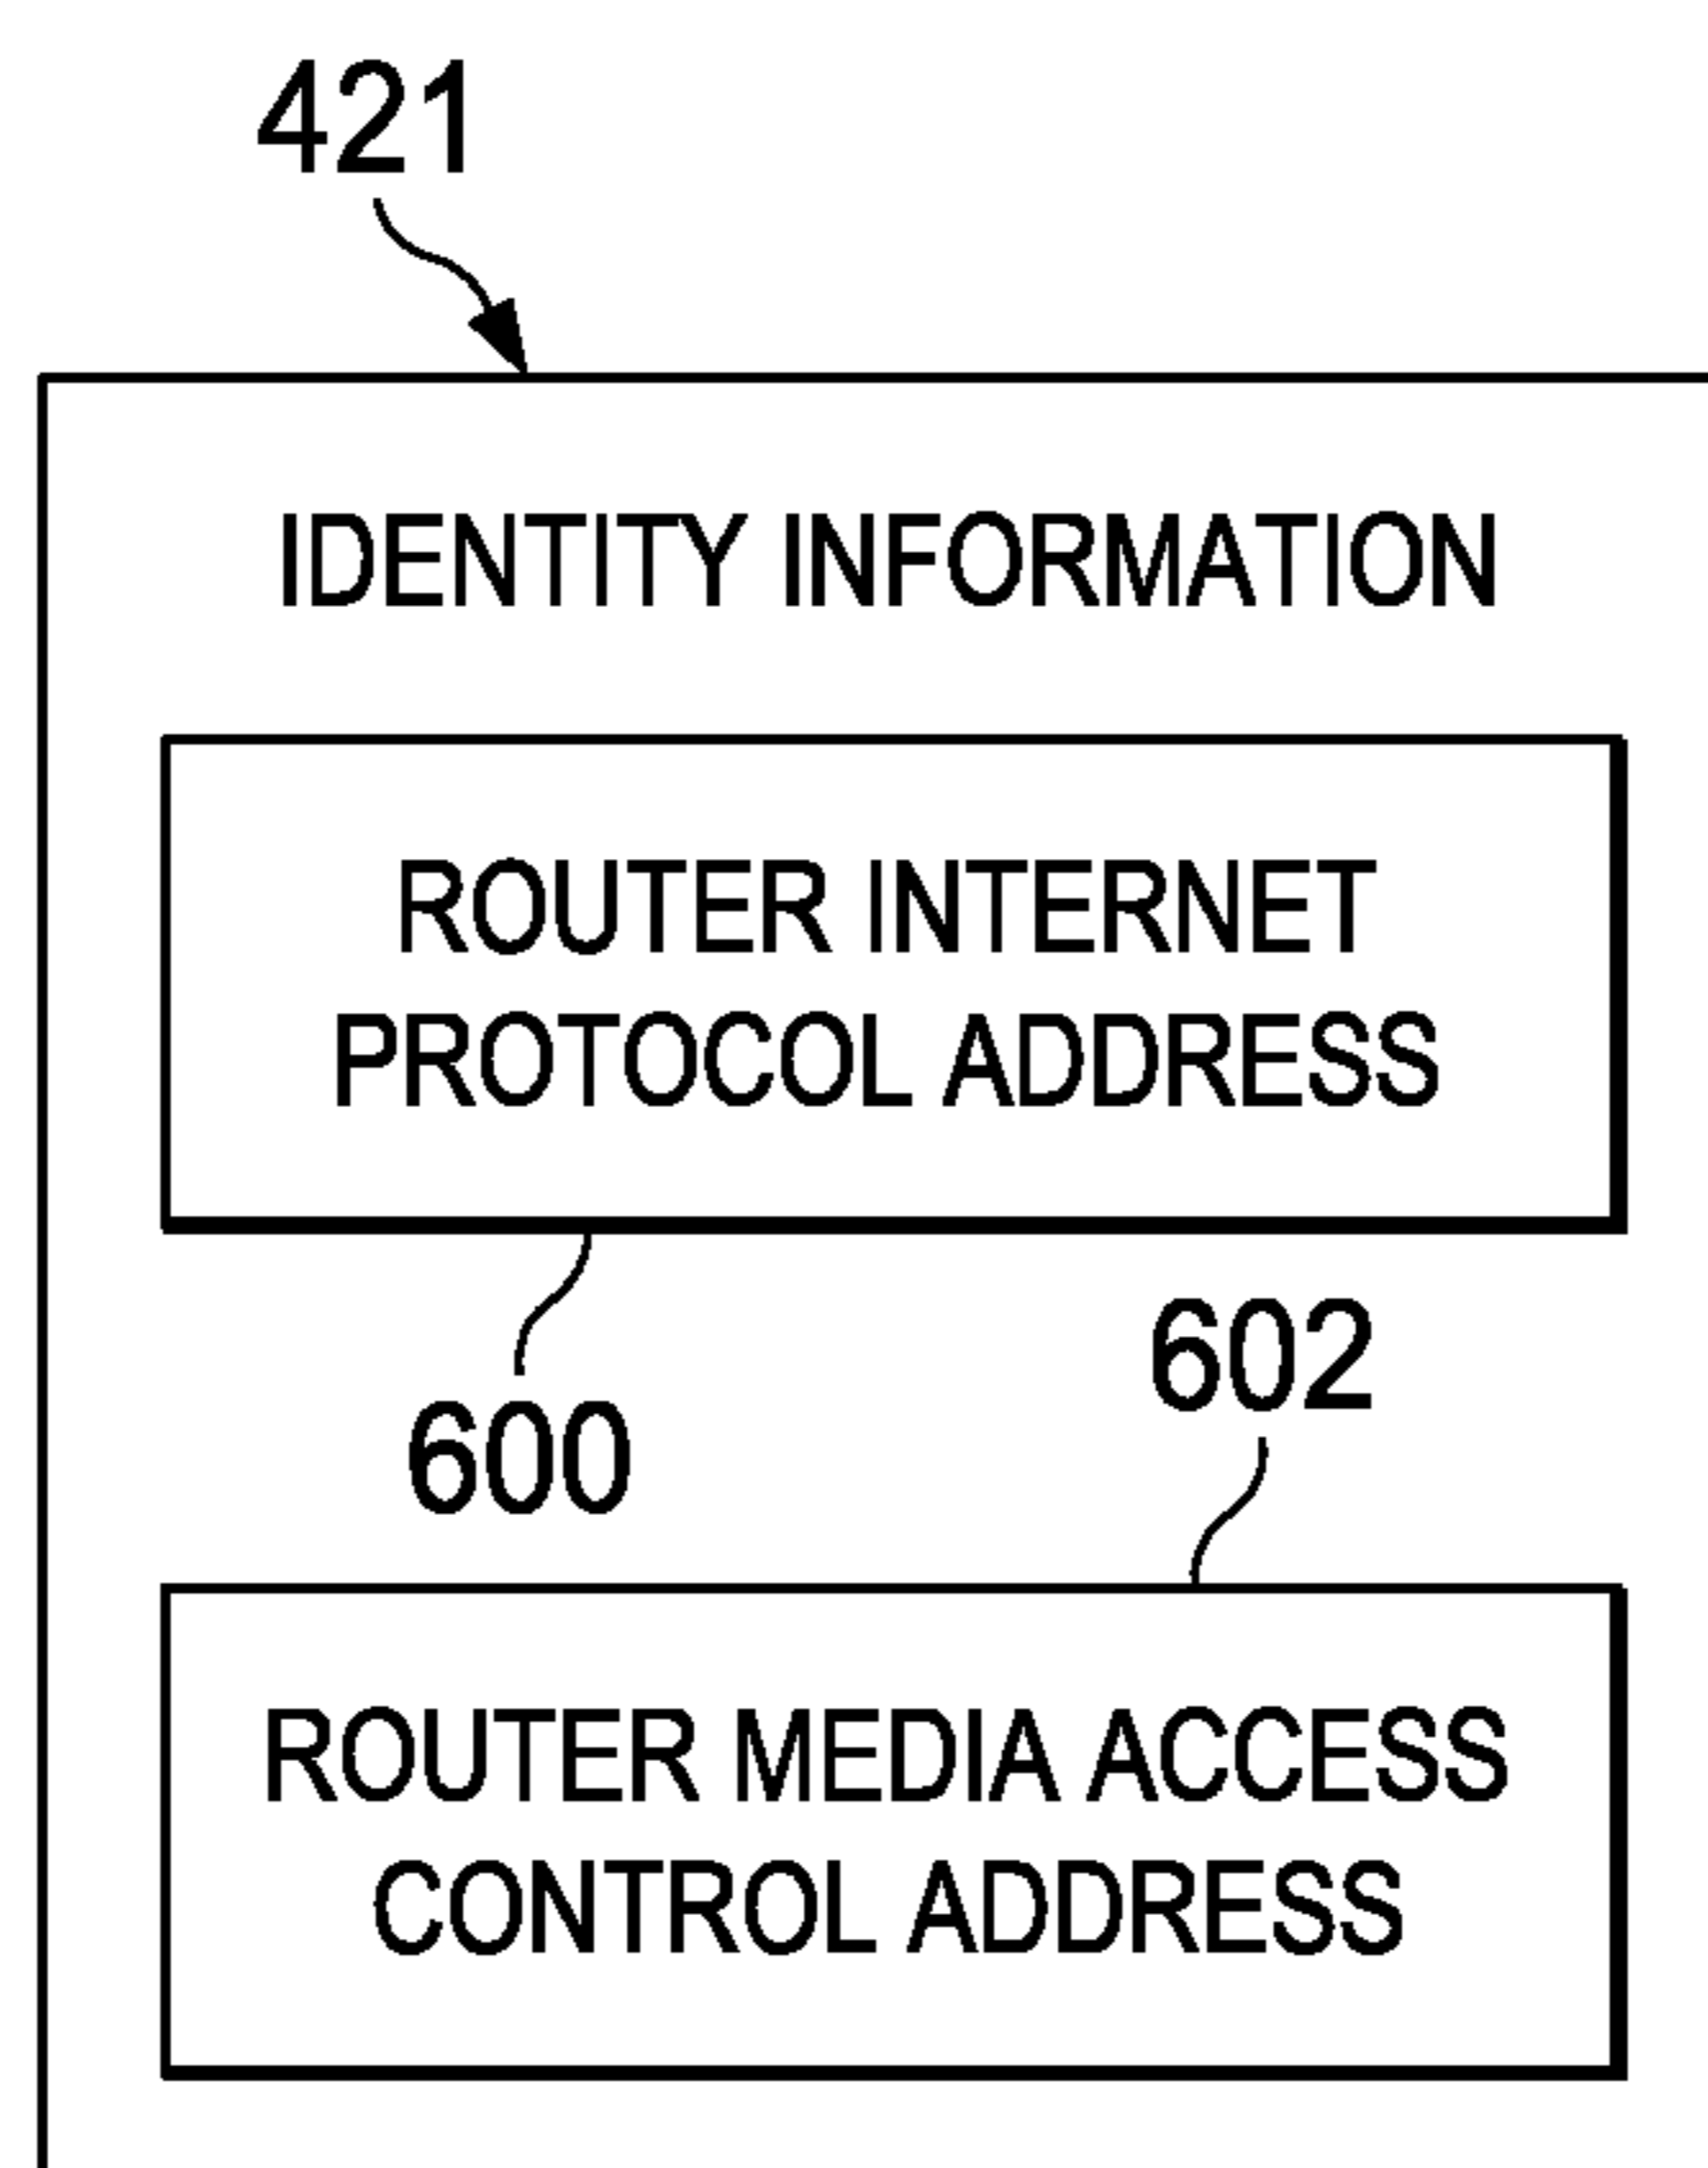 421
IDENTITY INFORMATION
ROUTER INTERNET
PROTOCOL ADDRESS
600
602
ROUTER MEDIA ACCESS
CONTROL ADDRESS